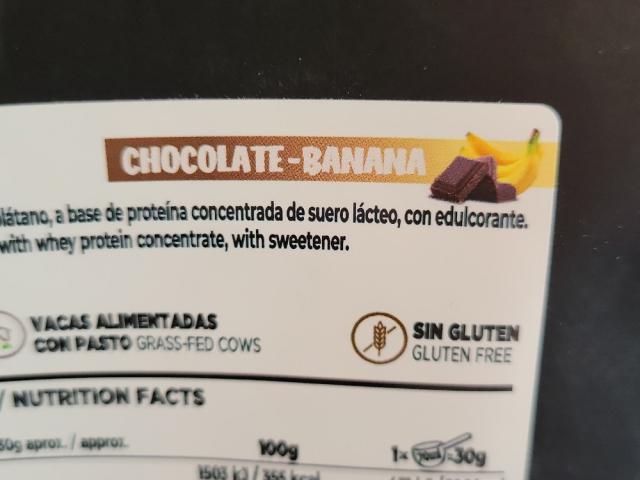 CHOCOLATE-BANANA
látano, a base de proteína concentrada de suero lácteo, con edulcorante.
with whey protein concentrate, with sweetener.
VACAS ALIMENTADAS
CON PASTO GRASS-FED COWS
SIN GLUTEN
GLUTEN FREE
/ NUTRITION FACTS
30g aprox. / approx. 100g 1x 30g
1503 kJ / 355 kcal